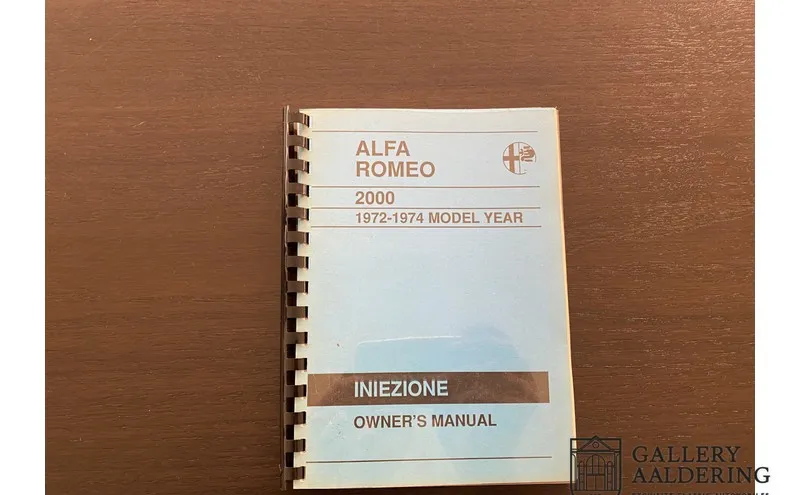 ALFA
ROMEO
2000
1972-1974 MODEL YEAR
INIEZIONE
OWNER'S MANUAL
GALLERY
AALDERING